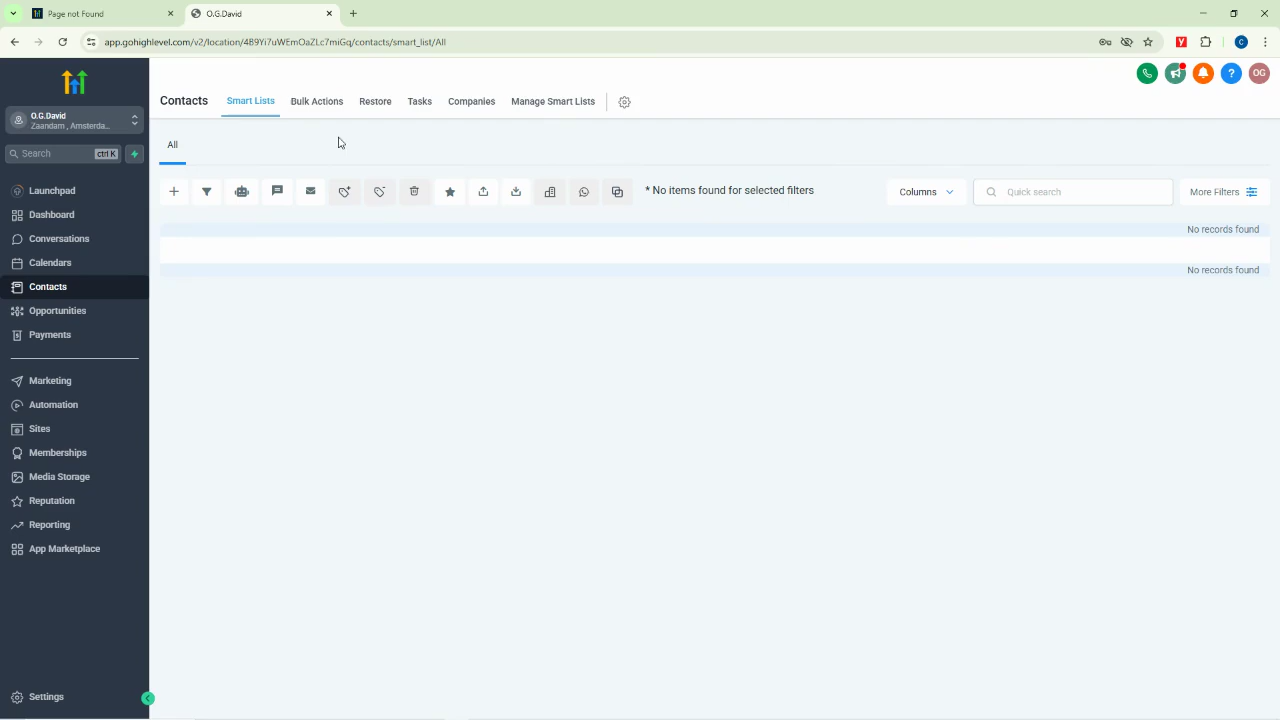 Page not Found
O.G.David
app.gohighlevel.com/v2/location/4B9Yi7uWEmOaZLc7miGq/contacts/smart_list/All
C
OG
Contacts
Smart Lists
Bulk Actions
Restore
Tasks
Companies
Manage Smart Lists
O.G.David
Zaandam , Amsterda...
Search
ctrl K
All
Launchpad
Dashboard
Conversations
Calendars
Contacts
Opportunities
Payments
Marketing
Automation
Sites
Memberships
Media Storage
Reputation
Reporting
App Marketplace
Settings
* No items found for selected filters
Columns
Quick search
More Filters
No records found
No records found